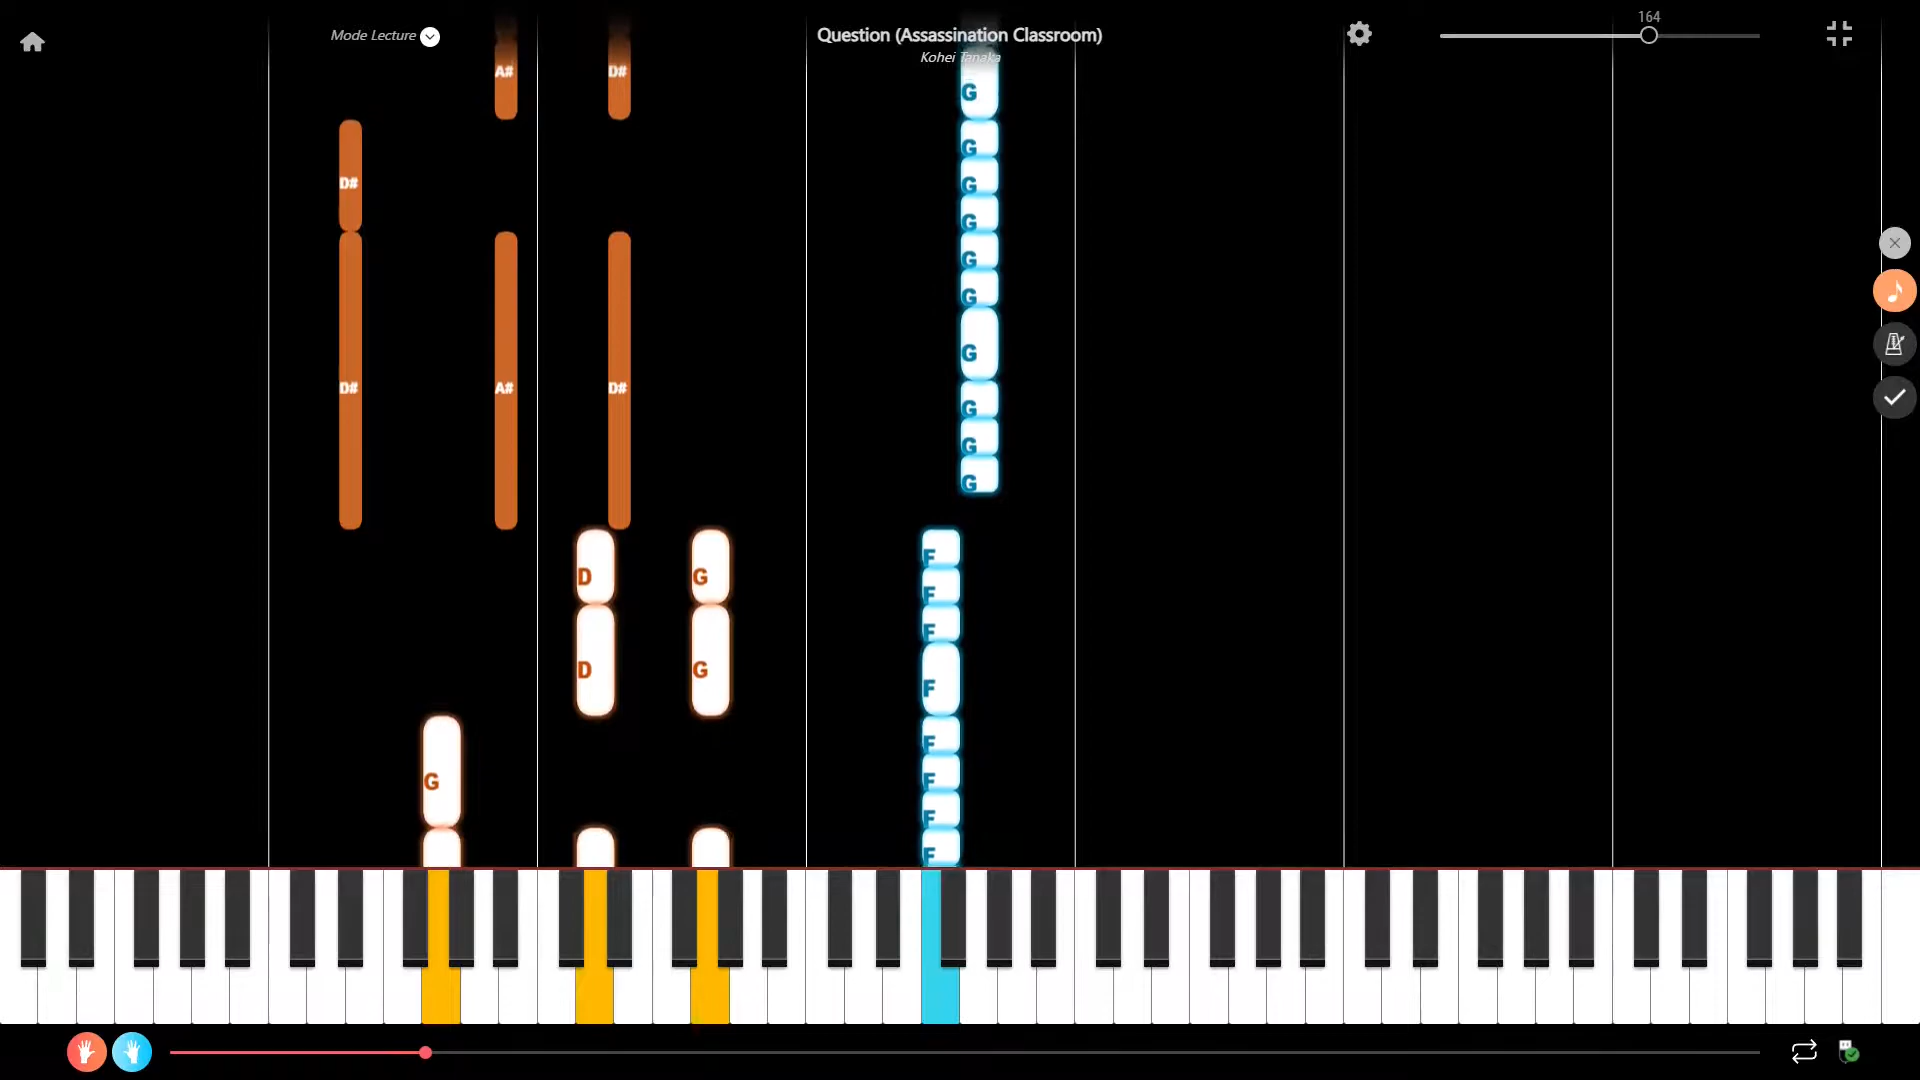 Mode Lecture
Question (Assassination Classroom)
Kohei Tanaka
164
A#
D#
G
G
D#
G
G
G
G
G
G
D#
A#
D#
G
G
G
F
D
G
F
F
D
G
F
F
G
F
F
F